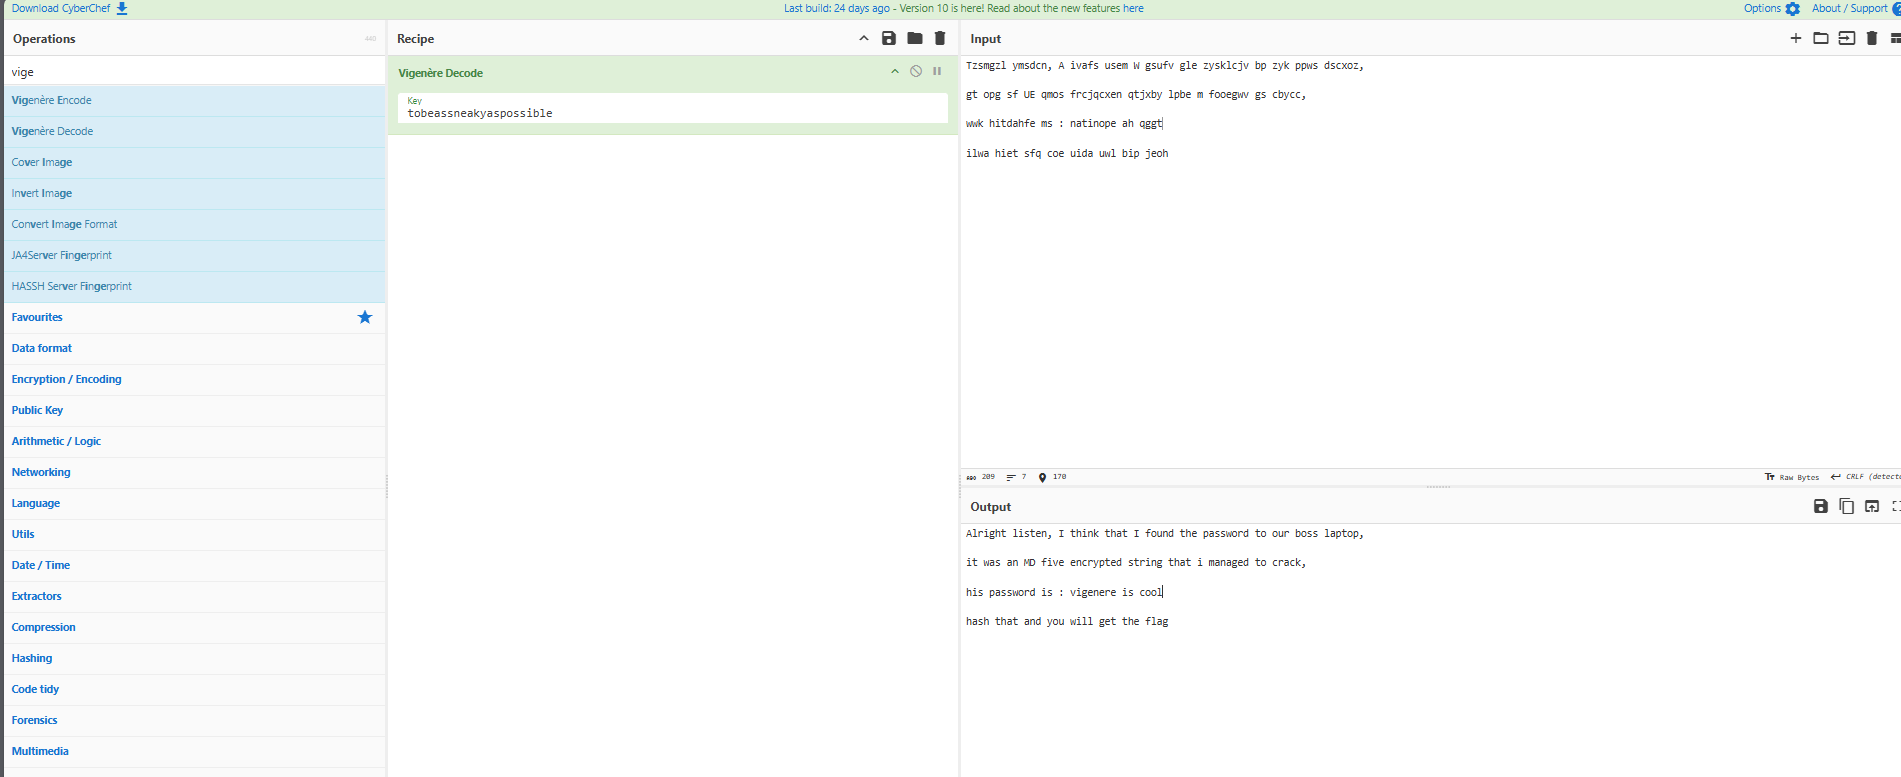 Download CyberChef
Last build: 24 days ago - Version 10 is here! Read about the new features here
Options
About / Support
Operations
440
Recipe
Input
vige
Vigenère Encode
Vigenère Decode
Cover Image
Invert Image
Convert Image Format
JA4Server Fingerprint
HASSH Server Fingerprint
Favourites
Data format
Encryption / Encoding
Public Key
Arithmetic / Logic
Networking
Language
Utils
Date / Time
Extractors
Compression
Hashing
Code tidy
Forensics
Multimedia
Vigenère Decode
Key
tobeassneakyaspossible
Tzsmgzl ymsdcn, A ivafs usem W gsufv gle zysklcjv bp zyk ppws dscxoz,
gt opg sf UE qmos frcjqcxen qtjxby lpbe m fooegwv gs cbycc,
wwk hitdahfe ms : natinope ah qggt
ilwa hiet sfq coe uida uwl bip jeoh
209
7
170
Raw Bytes
CRLF (detecte
Output
Alright listen, I think that I found the password to our boss laptop,
it was an MD five encrypted string that i managed to crack,
his password is : vigenere is cool
hash that and you will get the flag